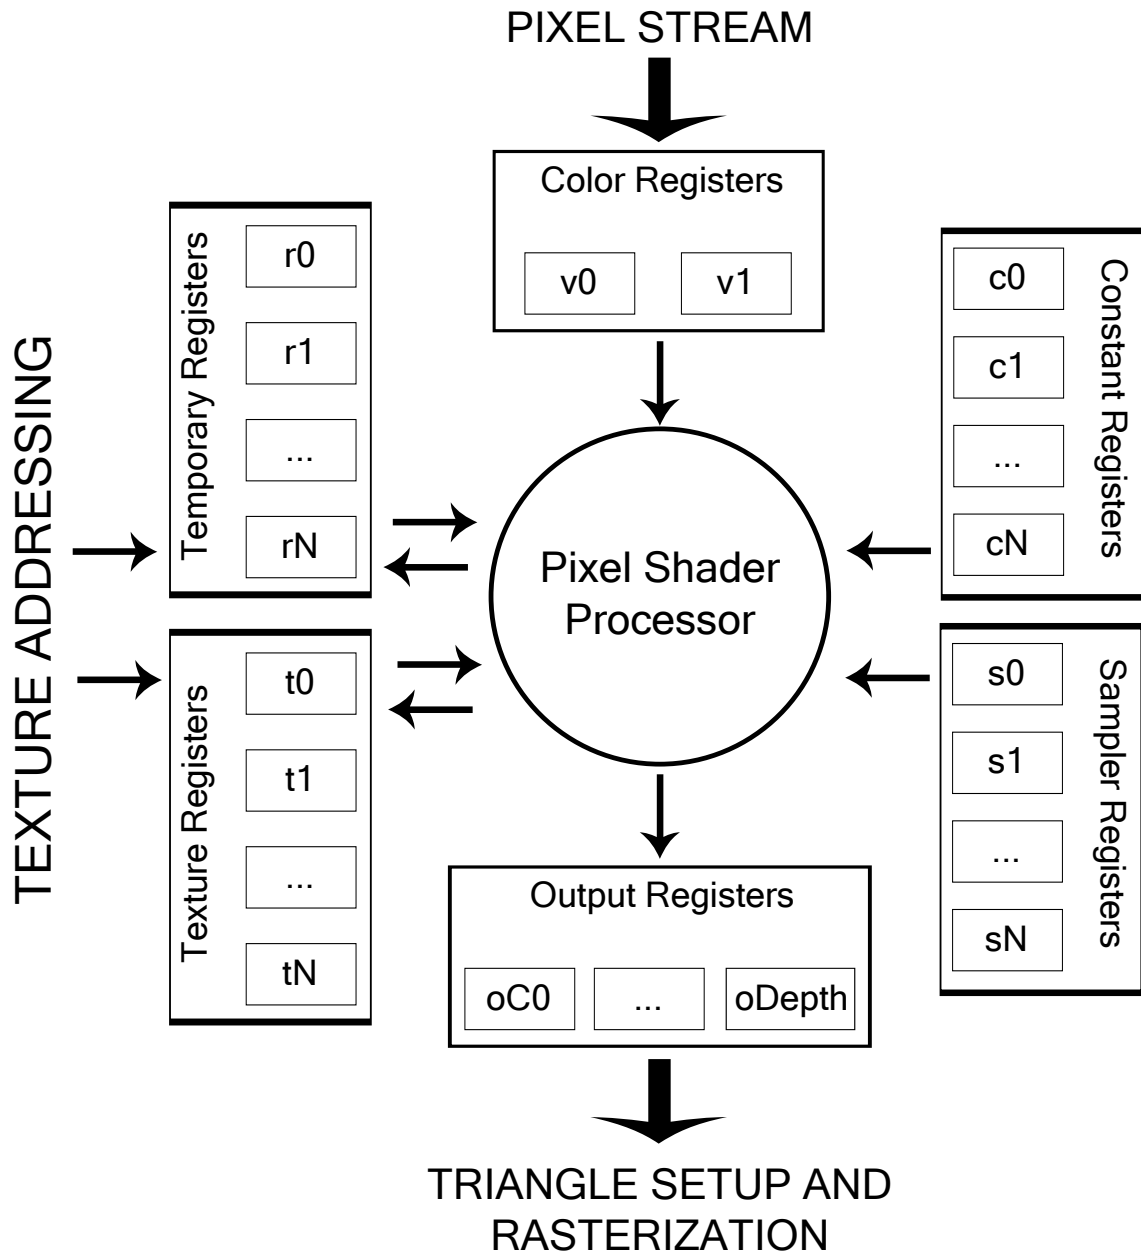 PIXEL STREAM
Color Registers
v0
v1
TEXTURE ADDRESSING
Temporary Registers
r0
r1
...
rN
Texture Registers
t0
t1
...
tN
Pixel Shader
Processor
Constant Registers
c0
c1
...
cN
Sampler Registers
s0
s1
...
sN
Output Registers
oC0
...
oDepth
TRIANGLE SETUP AND
RASTERIZATION